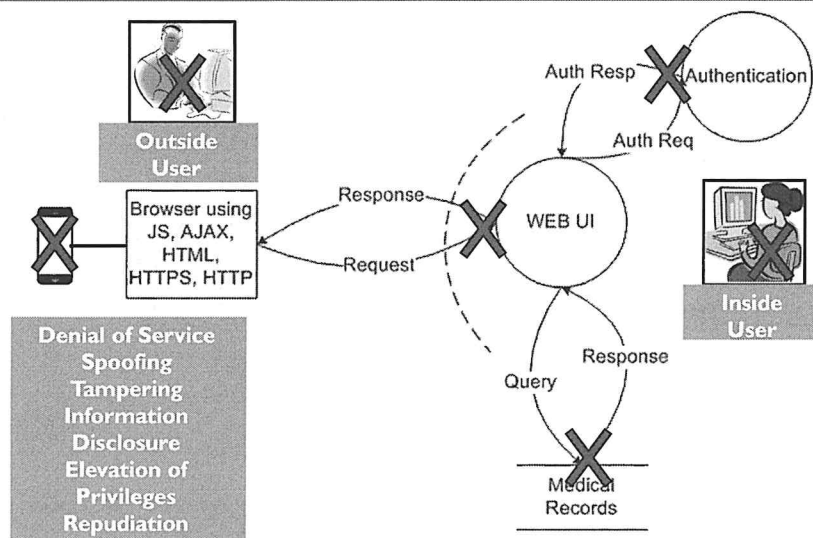 Outside
User
Auth Resp
Authentication
Auth Req
Browser using
JS, AJAX,
HTML,
HTTPS, HTTP
Response
Request
WEB UI
Inside
User
Denial of Service
Spoofing
Tampering
Information
Disclosure
Elevation of
Privileges
Repudiation
Query
Response
Medical
Records